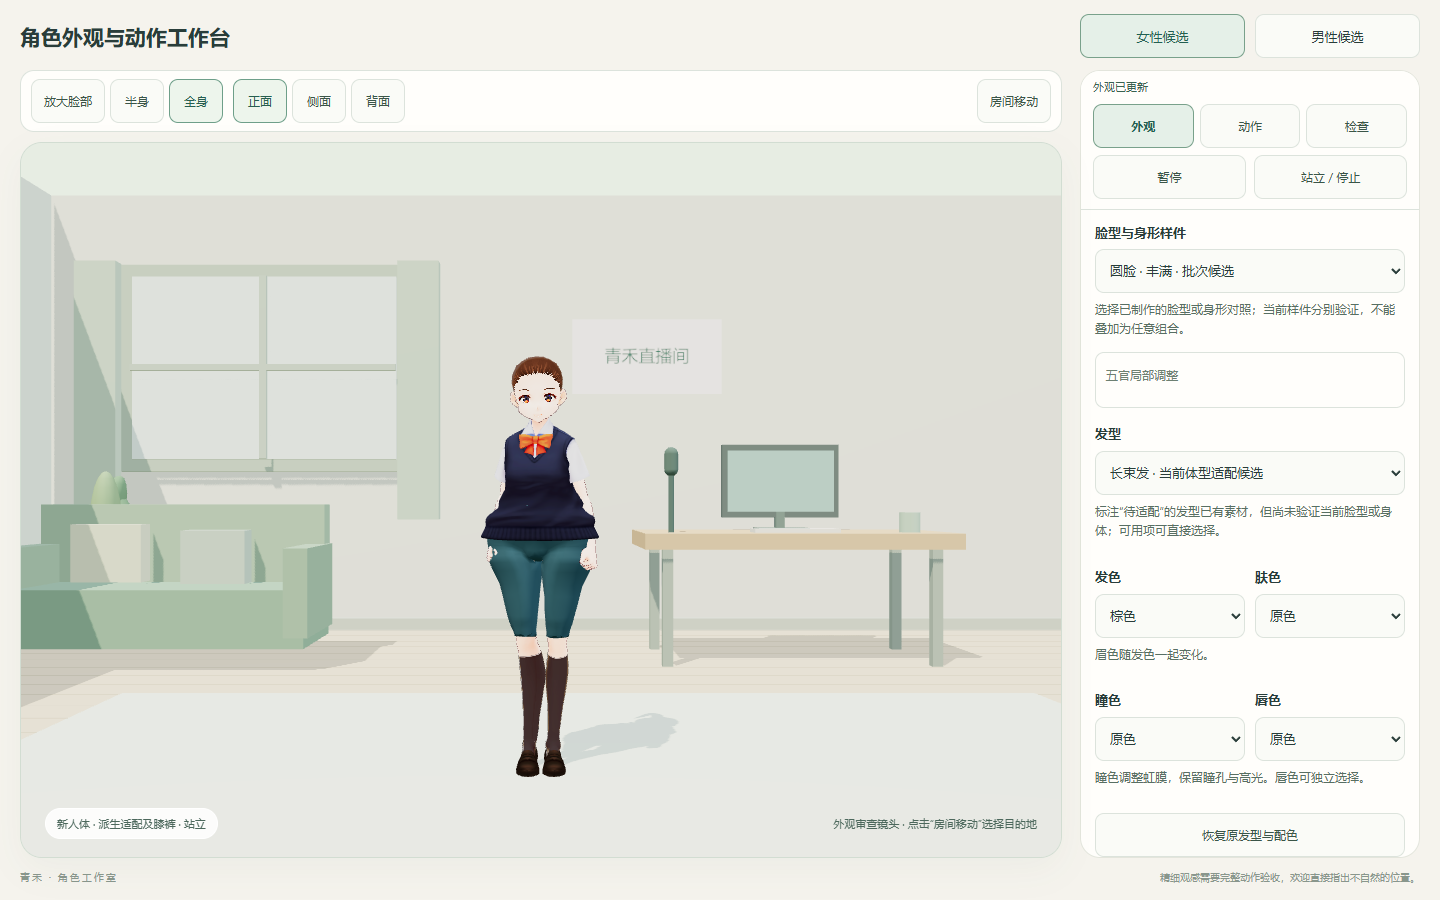 角色外观与动作工作台
女性候选
男性候选
放大脸部
半身
全身
正面
侧面
背面
房间移动
外观已更新
外观
动作
检查
暂停
站立 / 停止
脸型与身形样件
圆脸 · 丰满 · 批次候选
选择已制作的脸型或身形对照；当前样件分别验证，不能
叠加为任意组合。
五官局部调整
发型
长束发 · 当前体型适配候选
标注“待适配”的发型已有素材，但尚未验证当前脸型或身
体；可用项可直接选择。
发色
肤色
棕色
原色
眉色随发色一起变化。
瞳色
唇色
原色
原色
瞳色调整虹膜，保留瞳孔与高光。唇色可独立选择。
恢复原发型与配色
青禾直播间
新人体 · 派生适配及膝裤 · 站立
外观审查镜头 · 点击“房间移动”选择目的地
青禾 · 角色工作室
精细观感需要完整动作验收，欢迎直接指出不自然的位置。